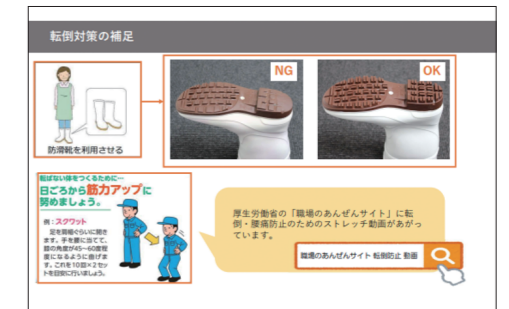 転倒対策の補足
NG
OK
防滑靴を利用させる
転ばない体をつくるために―
日ごろから筋力アップに
努めましょう。
例：スクワット
足を肩幅ぐらいに開き
ます。手を腰に当てて、
膝の角度が45〜60度程
度になるように曲げま
す。これを10回×2セッ
トを目安に行いましょう。
厚生労働省の「職場のあんぜんサイト」に転
倒・腰痛防止のためのストレッチ動画があがっ
ています。
職場のあんぜんサイト 転倒防止 動画